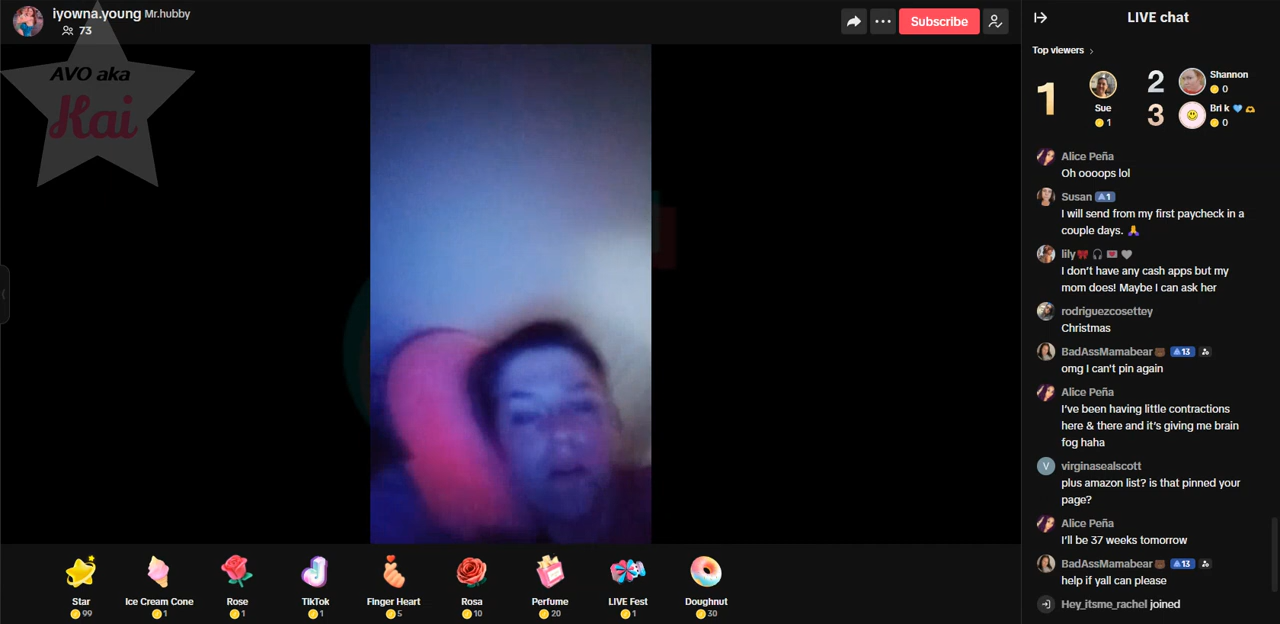 iyowna.young Mr.hubby
73
Subscribe
AVO aka
Kai
LIVE chat
Top viewers
1
Sue
1
2
Shannon
0
3
Bri k
0
Alice Peña
Oh oooops lol
Susan 1
I will send from my first paycheck in a
couple days.
lily
I don't have any cash apps but my
mom does! Maybe I can ask her
rodriguezcosettey
Christmas
BadAssMamabear 13
omg I can't pin again
Alice Peña
I've been having little contractions
here & there and it's giving me brain
fog haha
V virginasealscott
plus amazon list? is that pinned your
page?
Alice Peña
I'll be 37 weeks tomorrow
BadAssMamabear 13
help if yall can please
Hey_itsme_rachel joined
Star
99
Ice Cream Cone
1
Rose
1
TikTok
1
Finger Heart
5
Rosa
10
Perfume
20
LIVE Fest
1
Doughnut
30